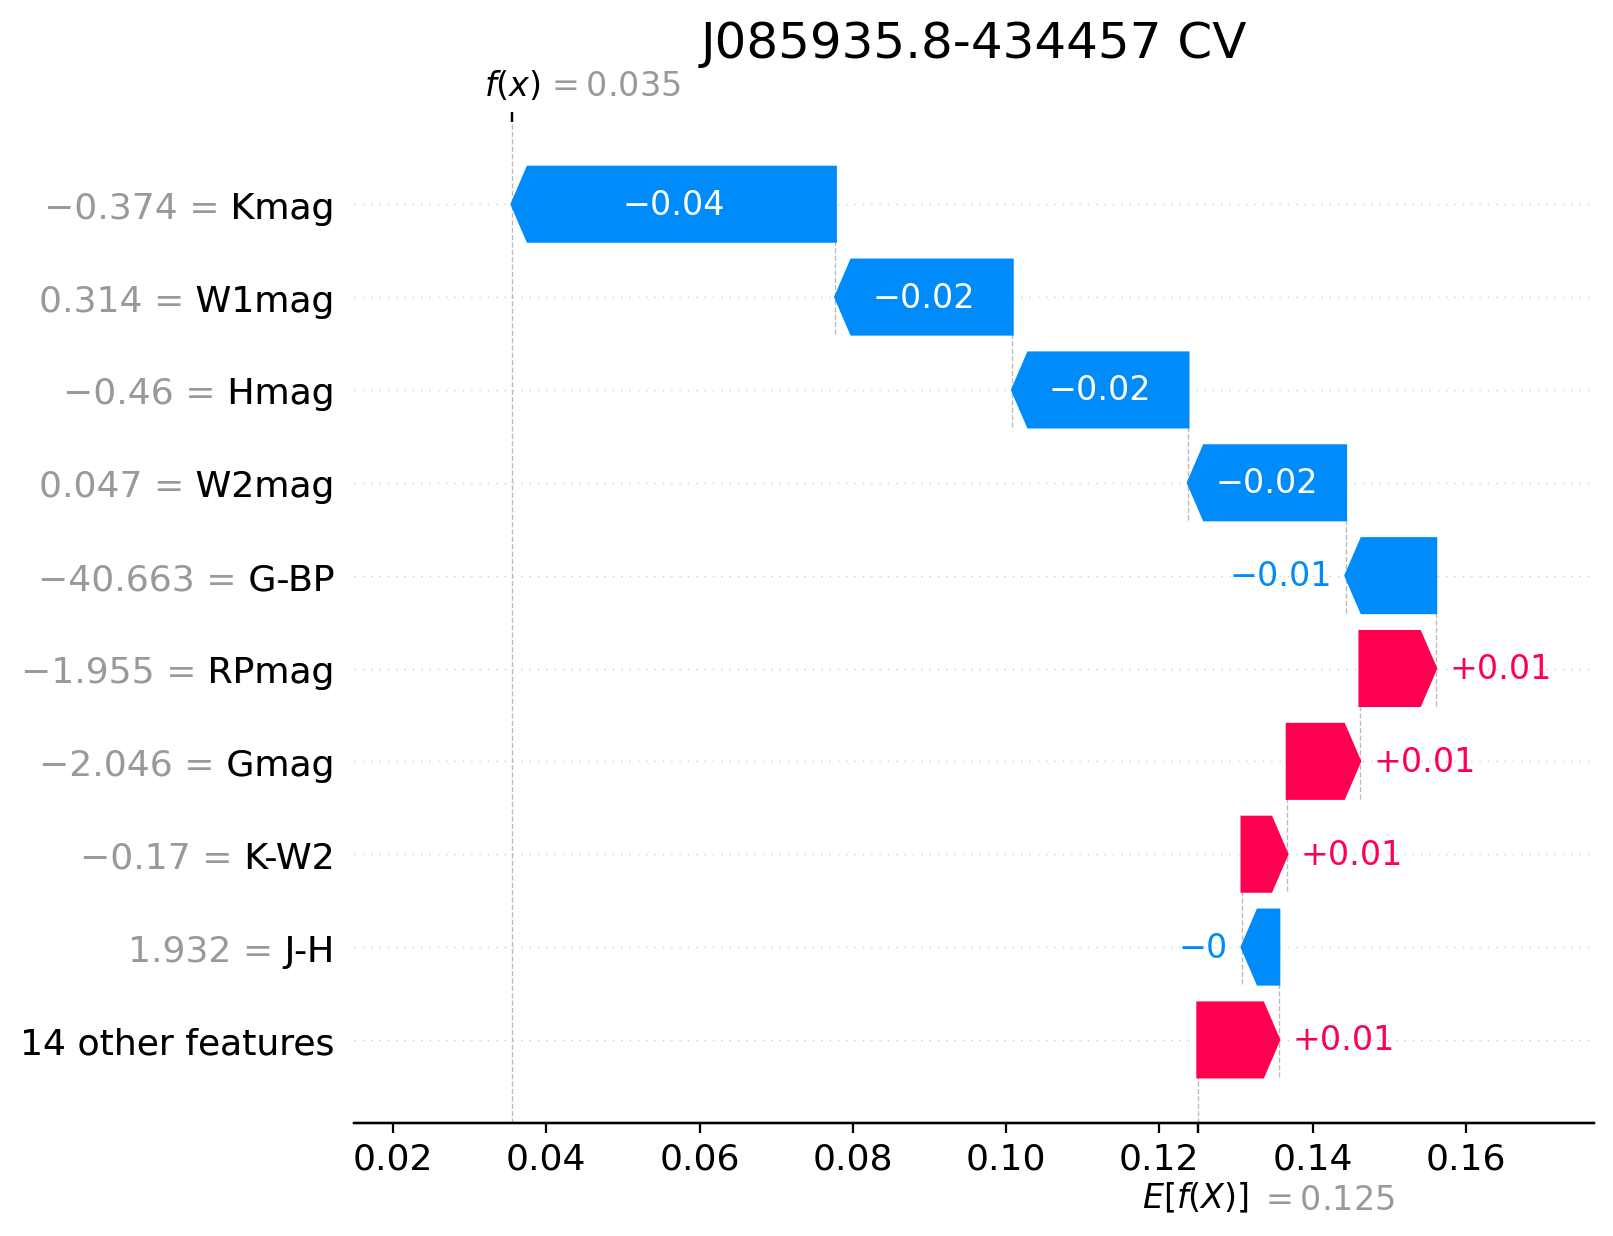 J085935.8-434457 CV
f(x) = 0.035
−0.374 = Kmag −0.04
0.314 = W1mag −0.02
−0.46 = Hmag −0.02
0.047 = W2mag −0.02
−40.663 = G-BP −0.01
−1.955 = RPmag +0.01
−2.046 = Gmag +0.01
−0.17 = K-W2 +0.01
1.932 = J-H −0
14 other features +0.01
0.02 0.04 0.06 0.08 0.10 0.12 0.14 0.16
E[f(X)] = 0.125